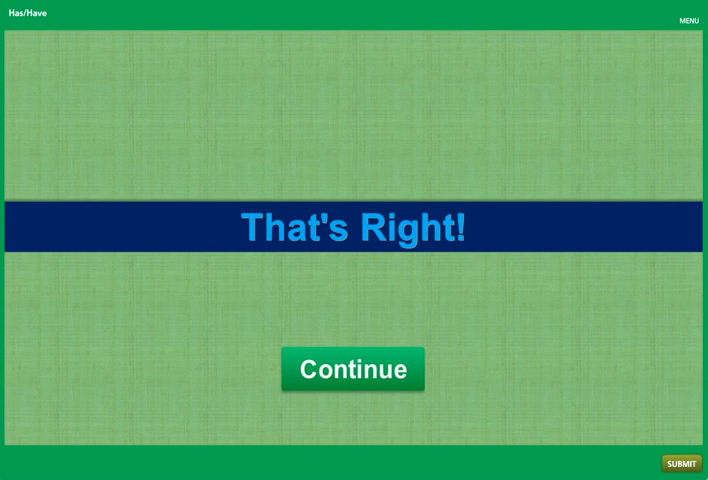 Has/Have
MENU
That's Right!
Continue
SUBMIT